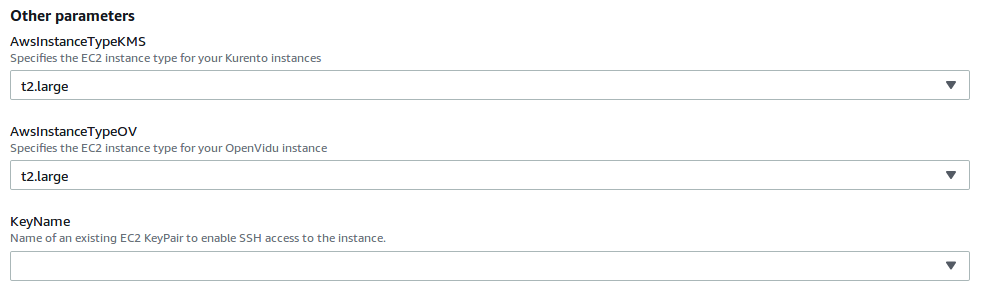 Other parameters
AwsInstanceTypeKMS
Specifies the EC2 instance type for your Kurento instances
t2.large
AwsInstanceTypeOV
Specifies the EC2 instance type for your OpenVidu instance
t2.large
KeyName
Name of an existing EC2 KeyPair to enable SSH access to the instance.